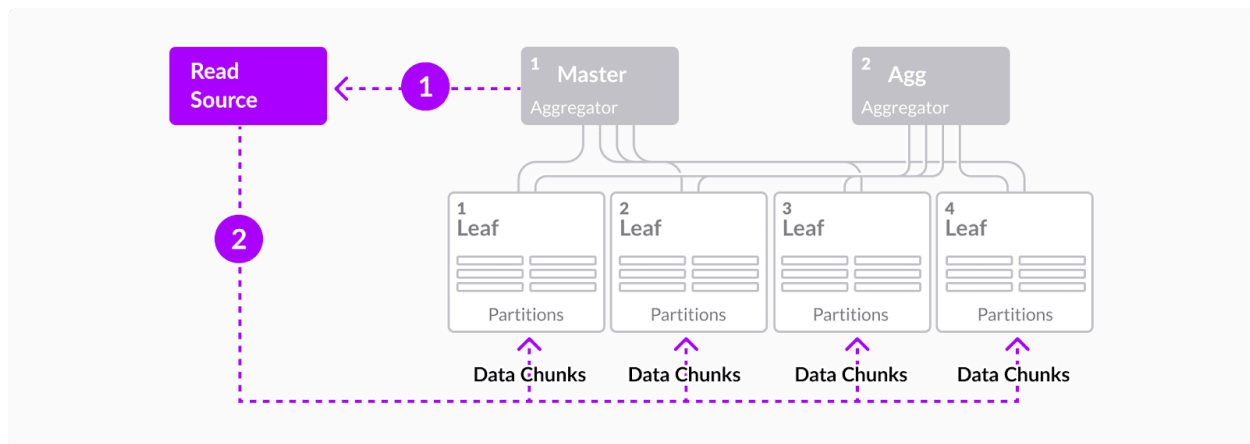 Read
Source
1
1
Master
Aggregator
2
Agg
Aggregator
2
1
Leaf
Partitions
2
Leaf
Partitions
3
Leaf
Partitions
4
Leaf
Partitions
Data Chunks
Data Chunks
Data Chunks
Data Chunks